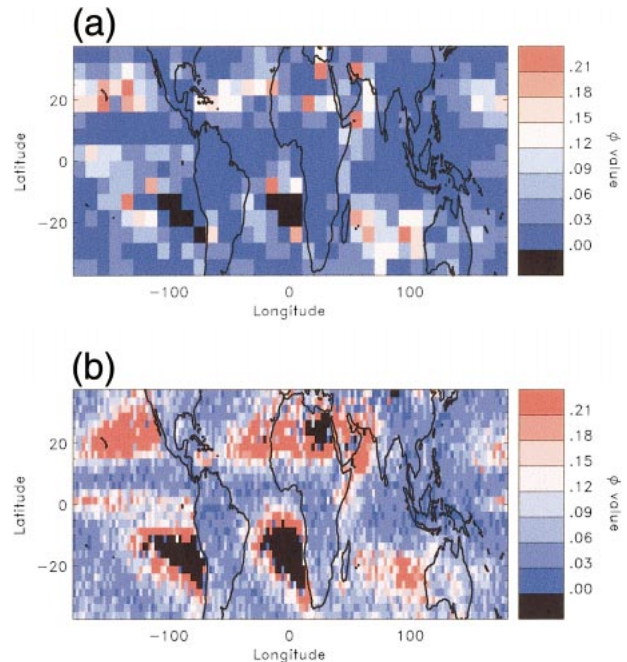 (a)
20
0
−20
Latitude
−100 0 100
Longitude
.21
.18
.15
.12
.09
.06
.03
.00
ϕ value
(b)
20
0
−20
Latitude
−100 0 100
Longitude
.21
.18
.15
.12
.09
.06
.03
.00
ϕ value